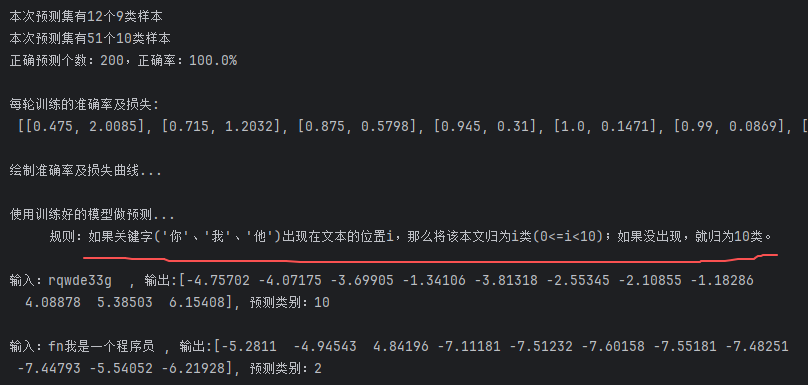 本次预测集有12个9类样本
本次预测集有51个10类样本
正确预测个数：200，正确率：100.0%
每轮训练的准确率及损失：
[[0.475, 2.0085], [0.715, 1.2032], [0.875, 0.5798], [0.945, 0.31], [1.0, 0.1471], [0.99, 0.0869], [
绘制准确率及损失曲线...
使用训练好的模型做预测...
规则：如果关键字('你'、'我'、'他')出现在文本的位置i，那么将该本文归为i类(0<=i<10)；如果没出现，就归为10类。
输入：rqwde33g  , 输出:[-4.75702 -4.07175 -3.69905 -1.34106 -3.81318 -2.55345 -2.10855 -1.18286
4.08878  5.38503  6.15408], 预测类别：10
输入：fn我是一个程序员 , 输出:[-5.2811  -4.94543  4.84196 -7.11181 -7.51232 -7.60158 -7.55181 -7.48251
-7.44793 -5.54052 -6.21928], 预测类别：2